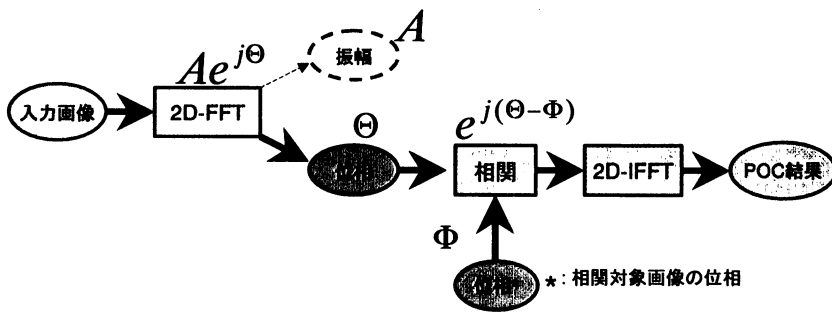 Ae^{jΘ}
振幅
A
入力画像
2D-FFT
Θ
位相
e^{j(Θ−Φ)}
相関
2D-IFFT
POC結果
Φ
位相*
*：相関対象画像の位相